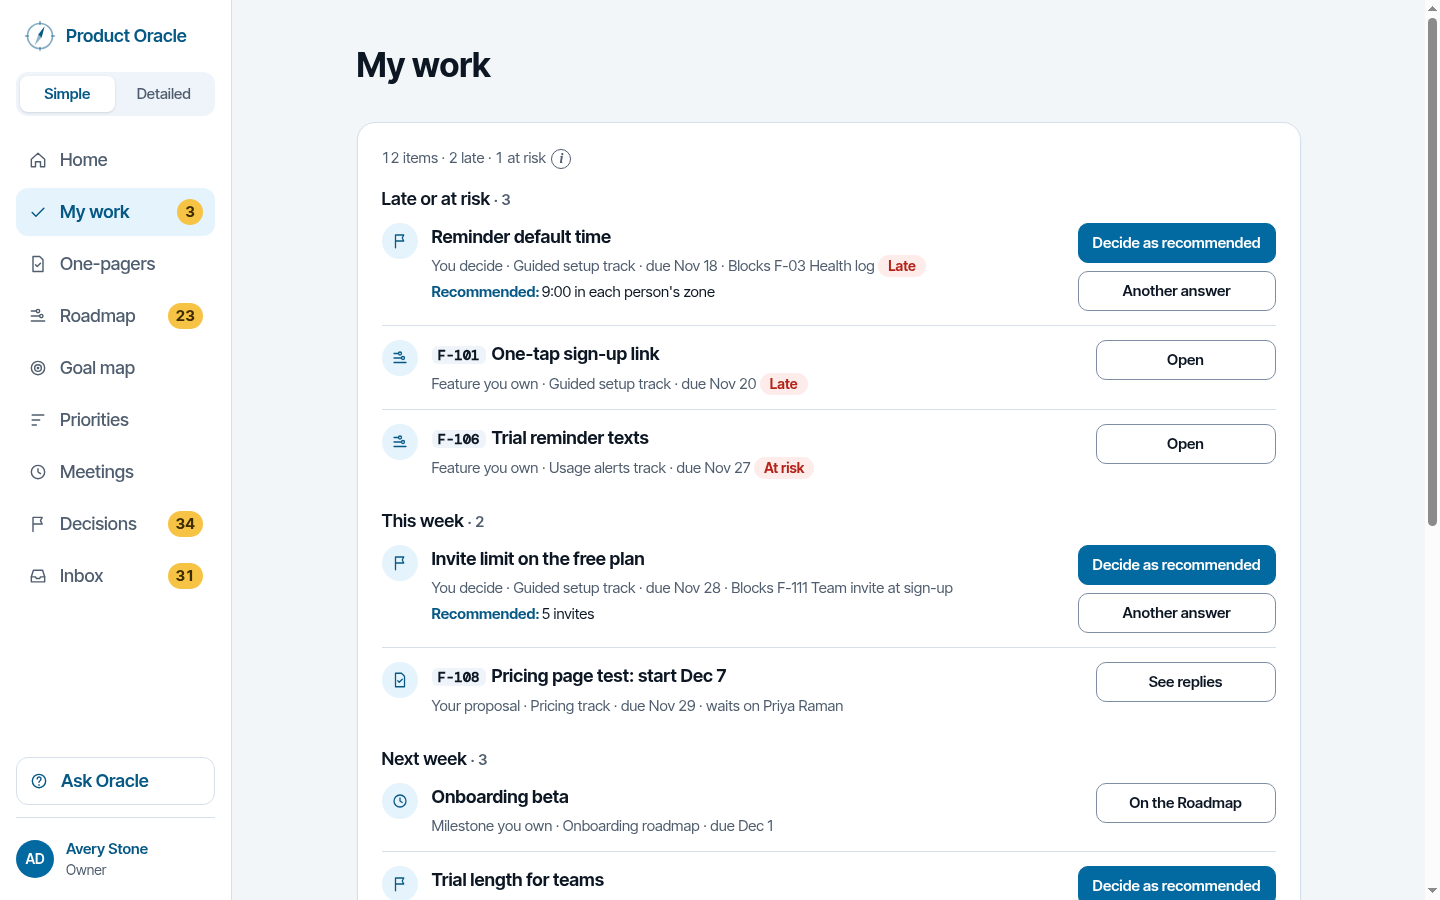 Product Oracle
Simple
Detailed
Home
My work
3
One-pagers
Roadmap
23
Goal map
Priorities
Meetings
Decisions
34
Inbox
31
Ask Oracle
AD
Avery Stone
Owner
My work
12 items · 2 late · 1 at risk i
Late or at risk · 3
Reminder default time
You decide · Guided setup track · due Nov 18 · Blocks F-03 Health log Late
Recommended: 9:00 in each person's zone
Decide as recommended
Another answer
F-101 One-tap sign-up link
Feature you own · Guided setup track · due Nov 20 Late
Open
F-106 Trial reminder texts
Feature you own · Usage alerts track · due Nov 27 At risk
Open
This week · 2
Invite limit on the free plan
You decide · Guided setup track · due Nov 28 · Blocks F-111 Team invite at sign-up
Recommended: 5 invites
Decide as recommended
Another answer
F-108 Pricing page test: start Dec 7
Your proposal · Pricing track · due Nov 29 · waits on Priya Raman
See replies
Next week · 3
Onboarding beta
Milestone you own · Onboarding roadmap · due Dec 1
On the Roadmap
Trial length for teams
Decide as recommended